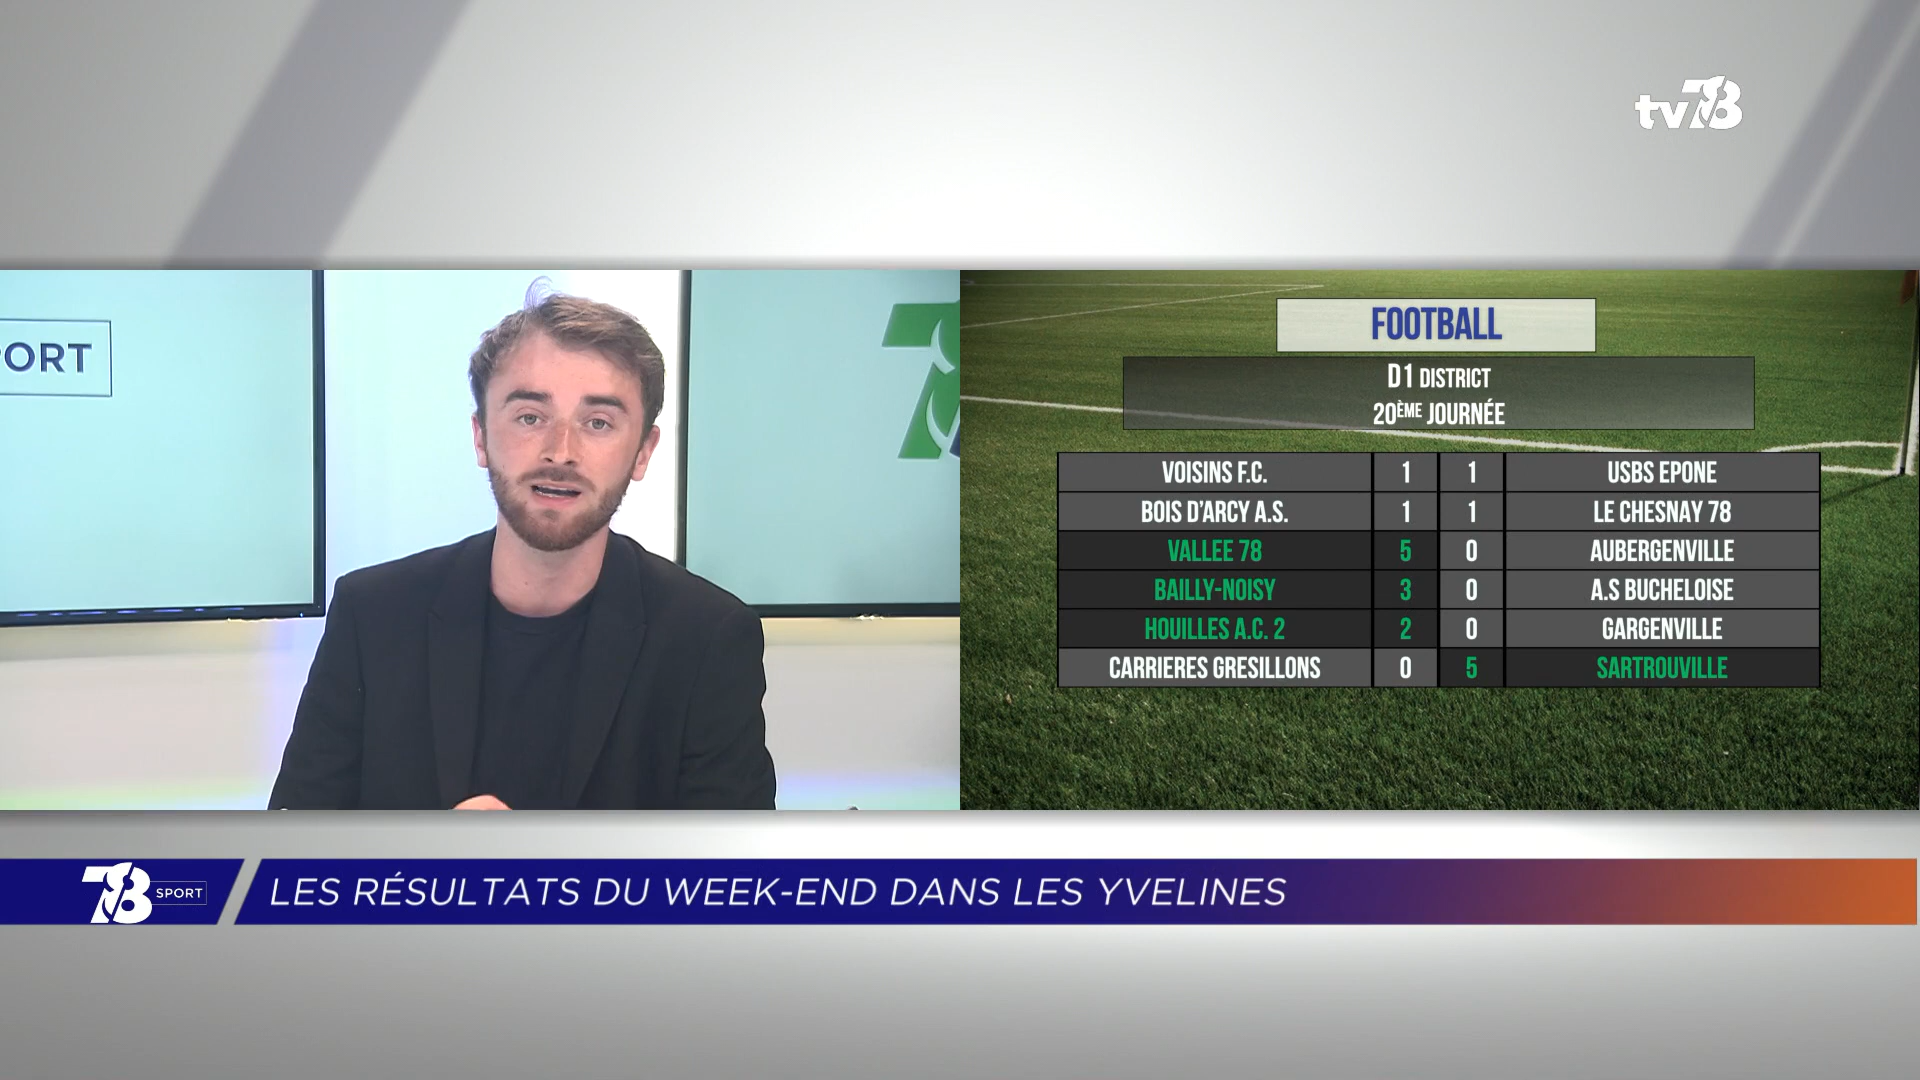 tv78
PORT
FOOTBALL
D1 DISTRICT
20ÈME JOURNÉE
VOISINS F.C. 1 1 USBS EPONE
BOIS D'ARCY A.S. 1 1 LE CHESNAY 78
VALLEE 78 5 0 AUBERGENVILLE
BAILLY-NOISY 3 0 A.S BUCHELOISE
HOUILLES A.C. 2 2 0 GARGENVILLE
CARRIERES GRESILLONS 0 5 SARTROUVILLE
78 SPORT LES RÉSULTATS DU WEEK-END DANS LES YVELINES